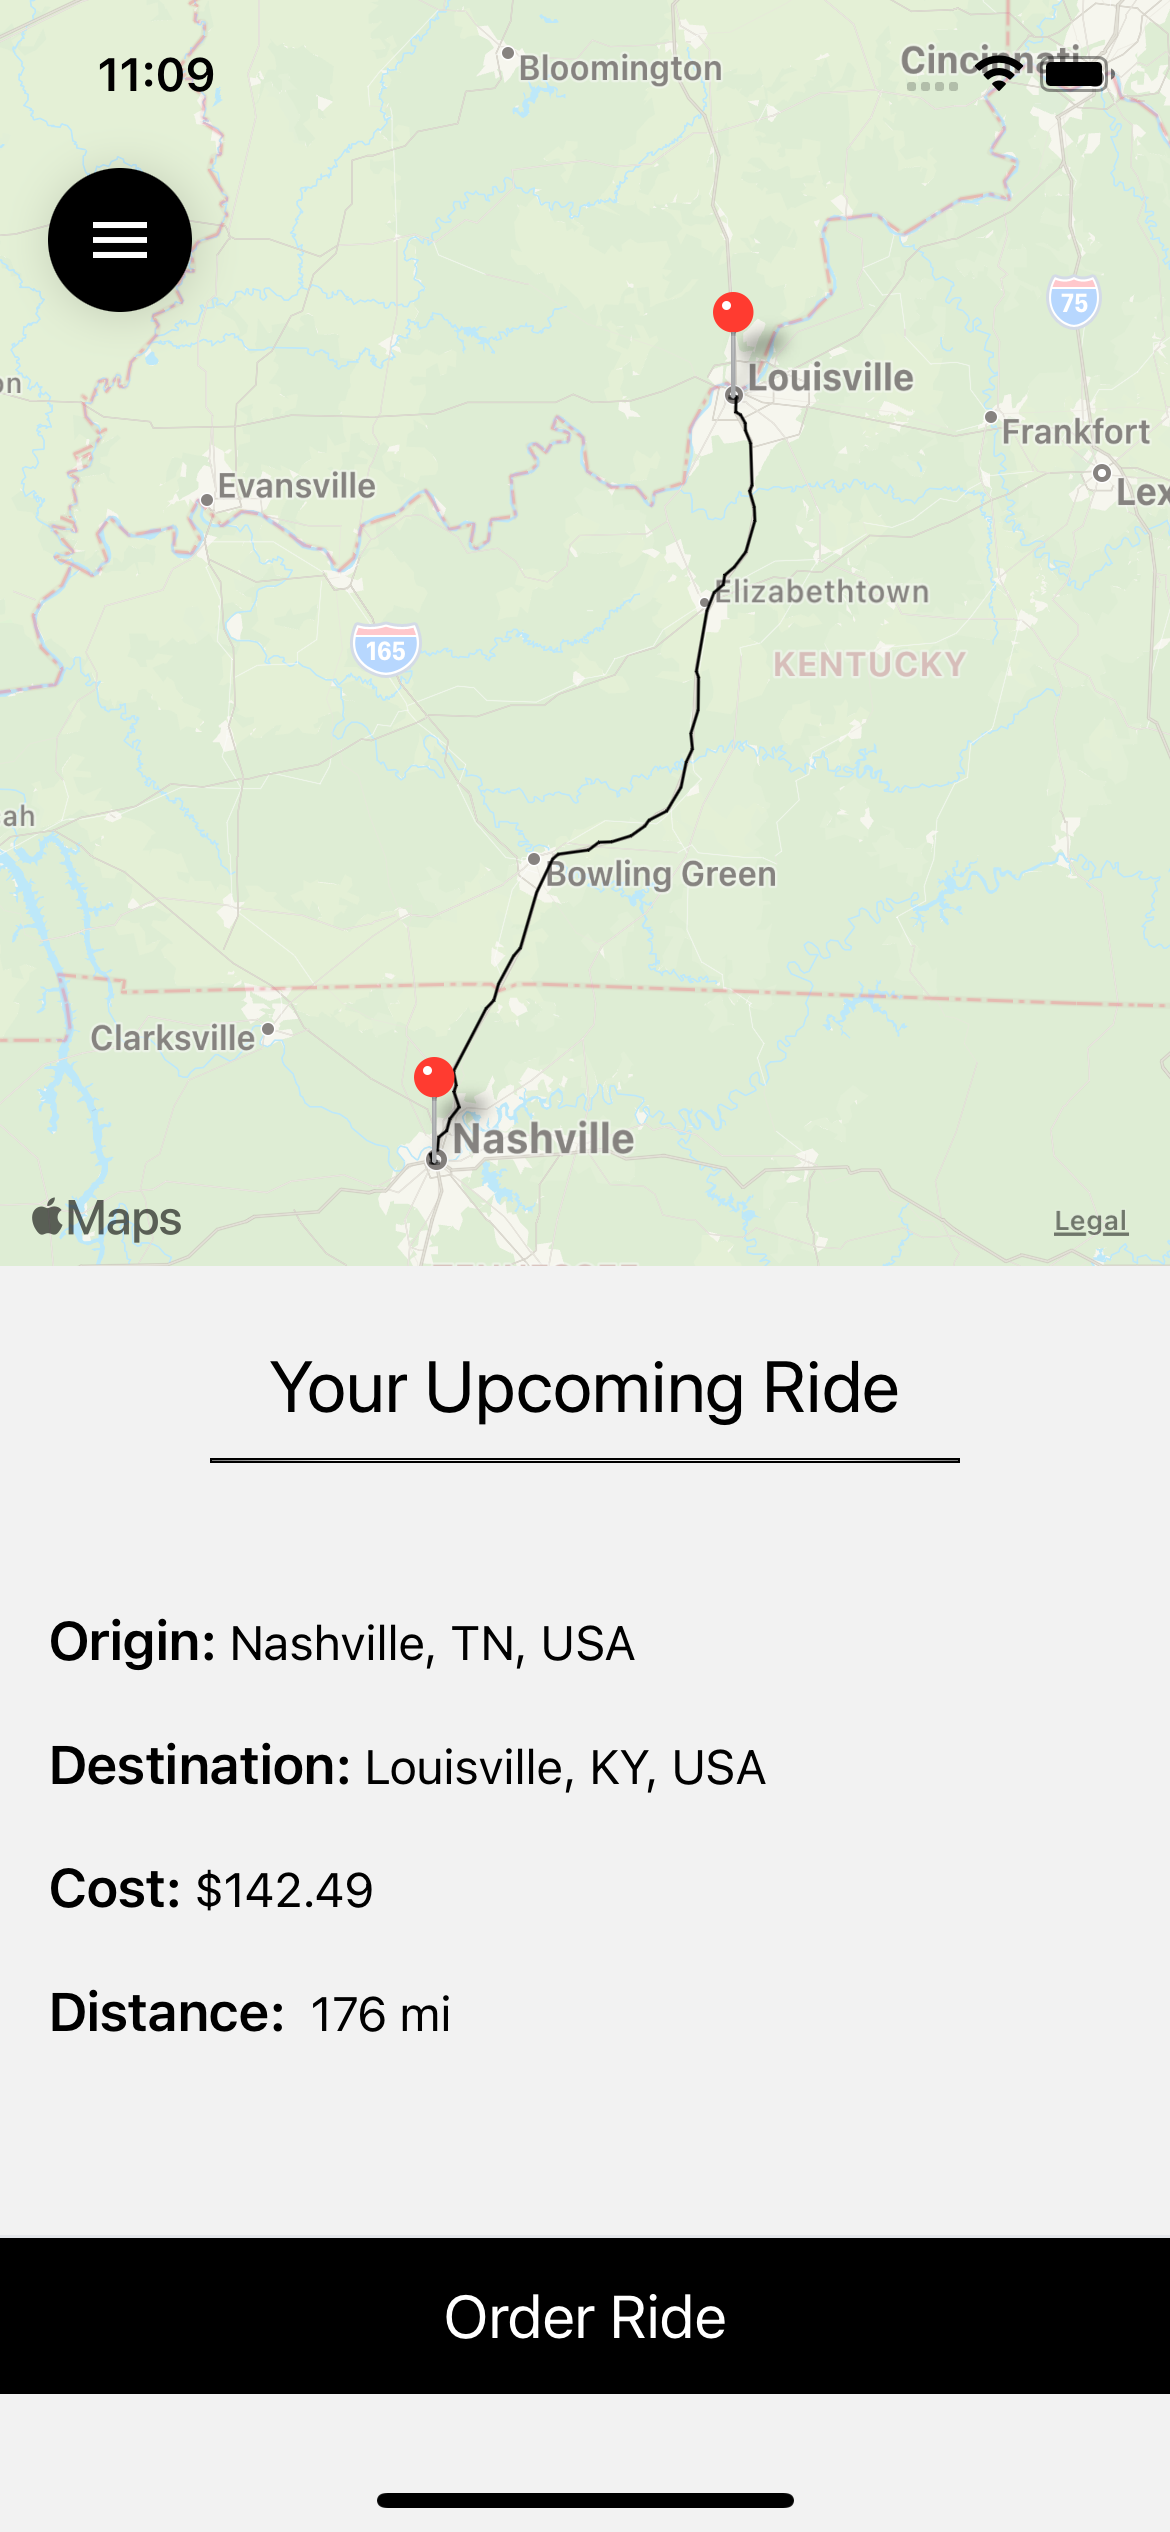 11:09
Bloomington
Cincinnati
75
Louisville
on
Frankfort
Evansville
Lex
Elizabethtown
165
KENTUCKY
ah
Bowling Green
Clarksville
Nashville
Maps
Legal
TENNESSEE
Your Upcoming Ride
Origin: Nashville, TN, USA
Destination: Louisville, KY, USA
Cost: $142.49
Distance: 176 mi
Order Ride